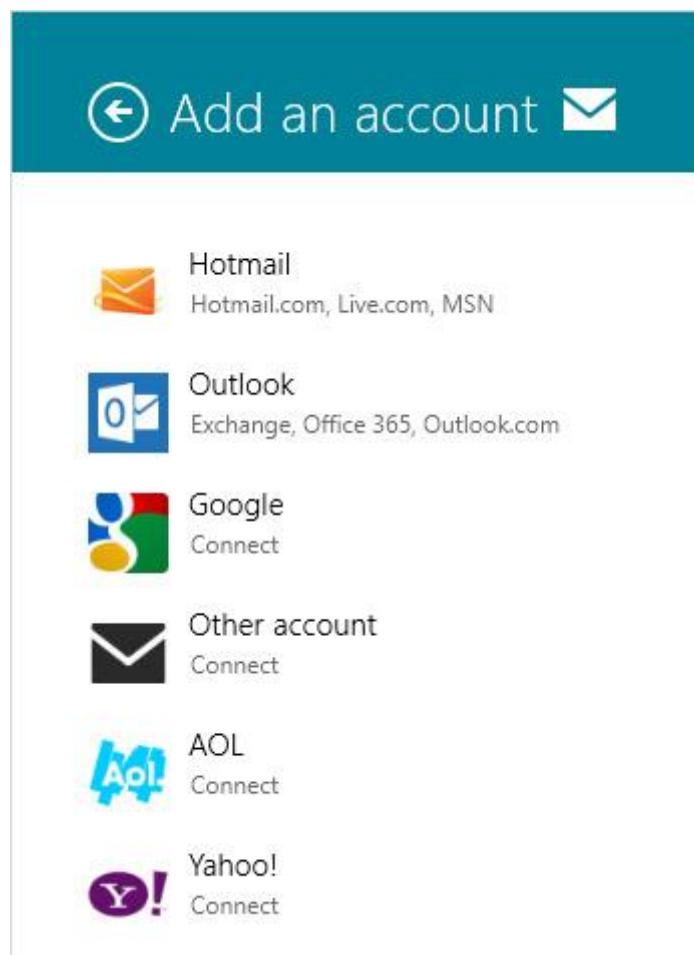 Add an account
Hotmail
Hotmail.com, Live.com, MSN
Outlook
Exchange, Office 365, Outlook.com
Google
Connect
Other account
Connect
AOL
Aol.
Connect
Yahoo!
Y!
Connect